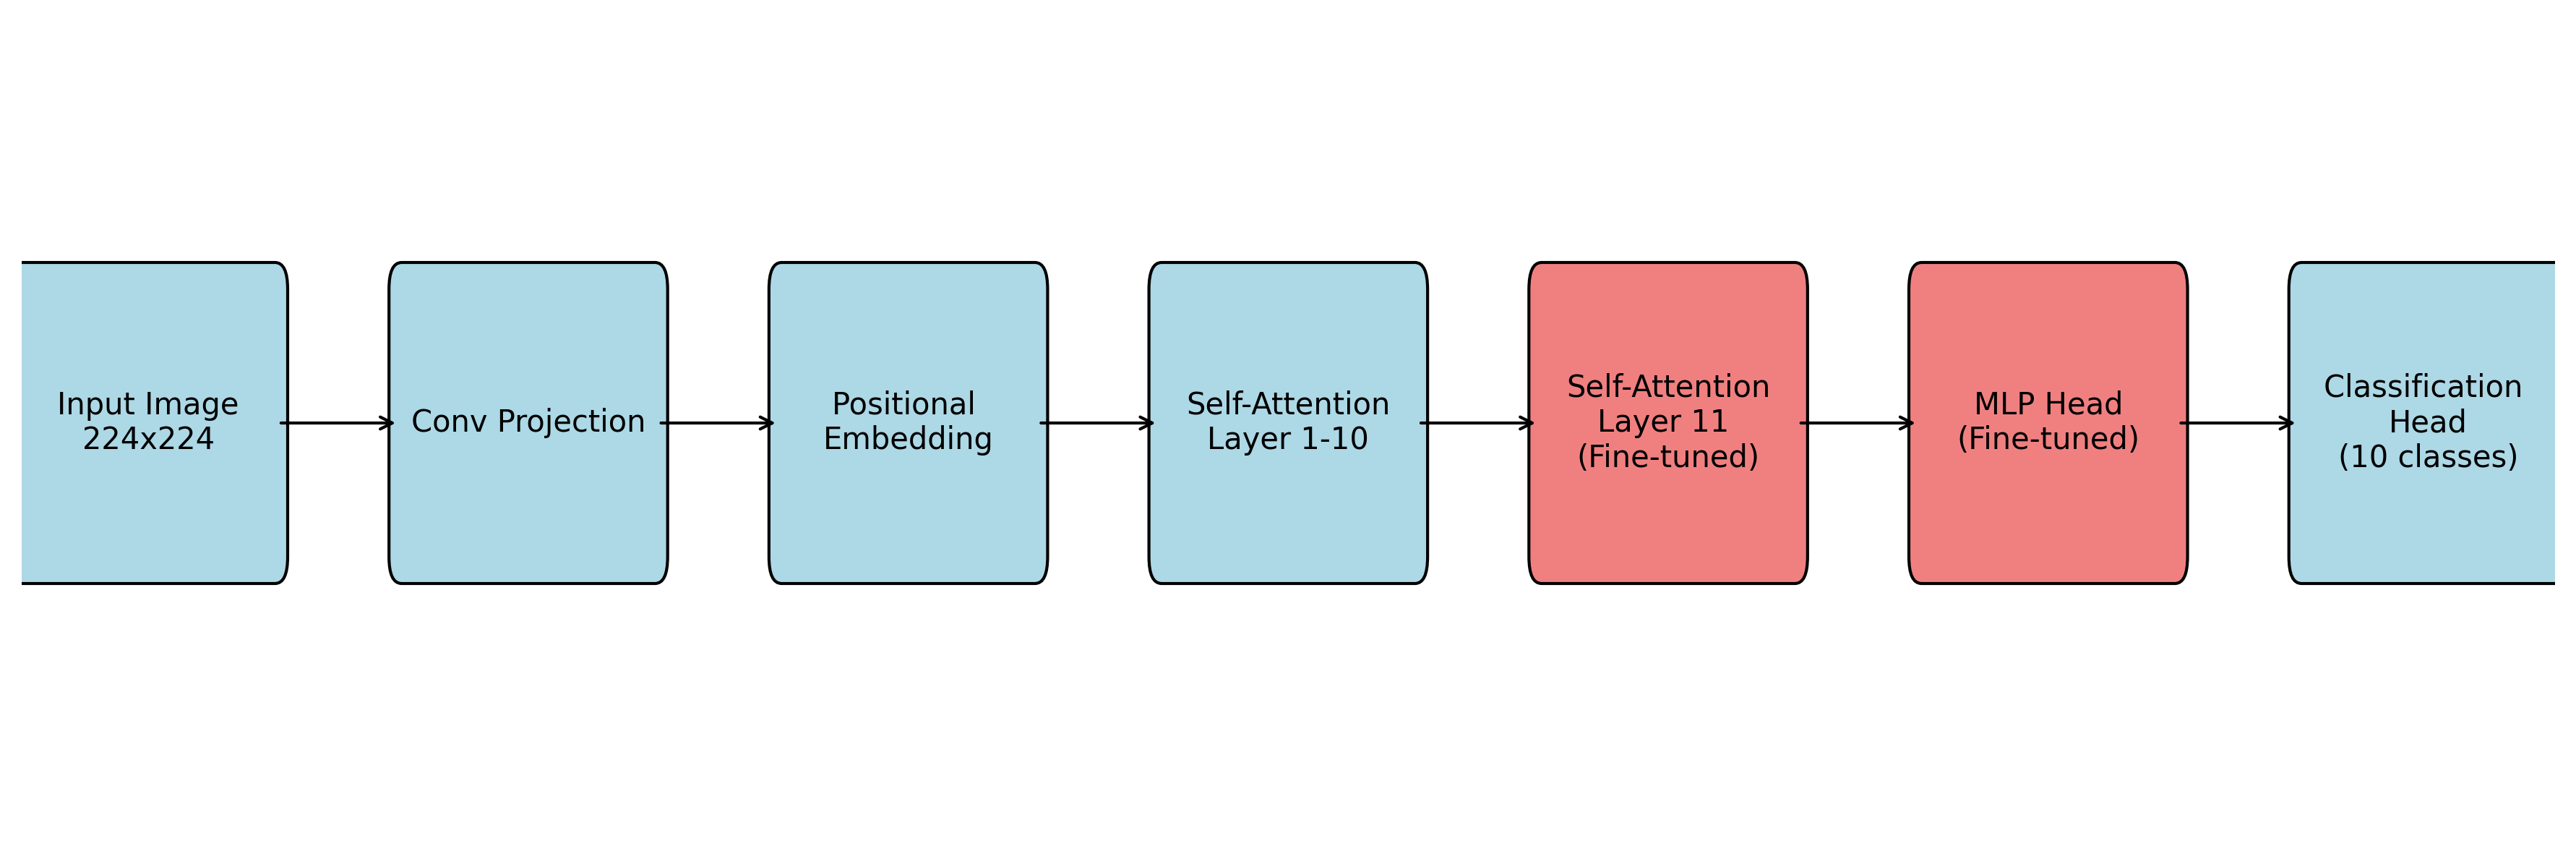 Input Image
224x224
Conv Projection
Positional
Embedding
Self-Attention
Layer 1-10
Self-Attention
Layer 11
(Fine-tuned)
MLP Head
(Fine-tuned)
Classification
Head
(10 classes)